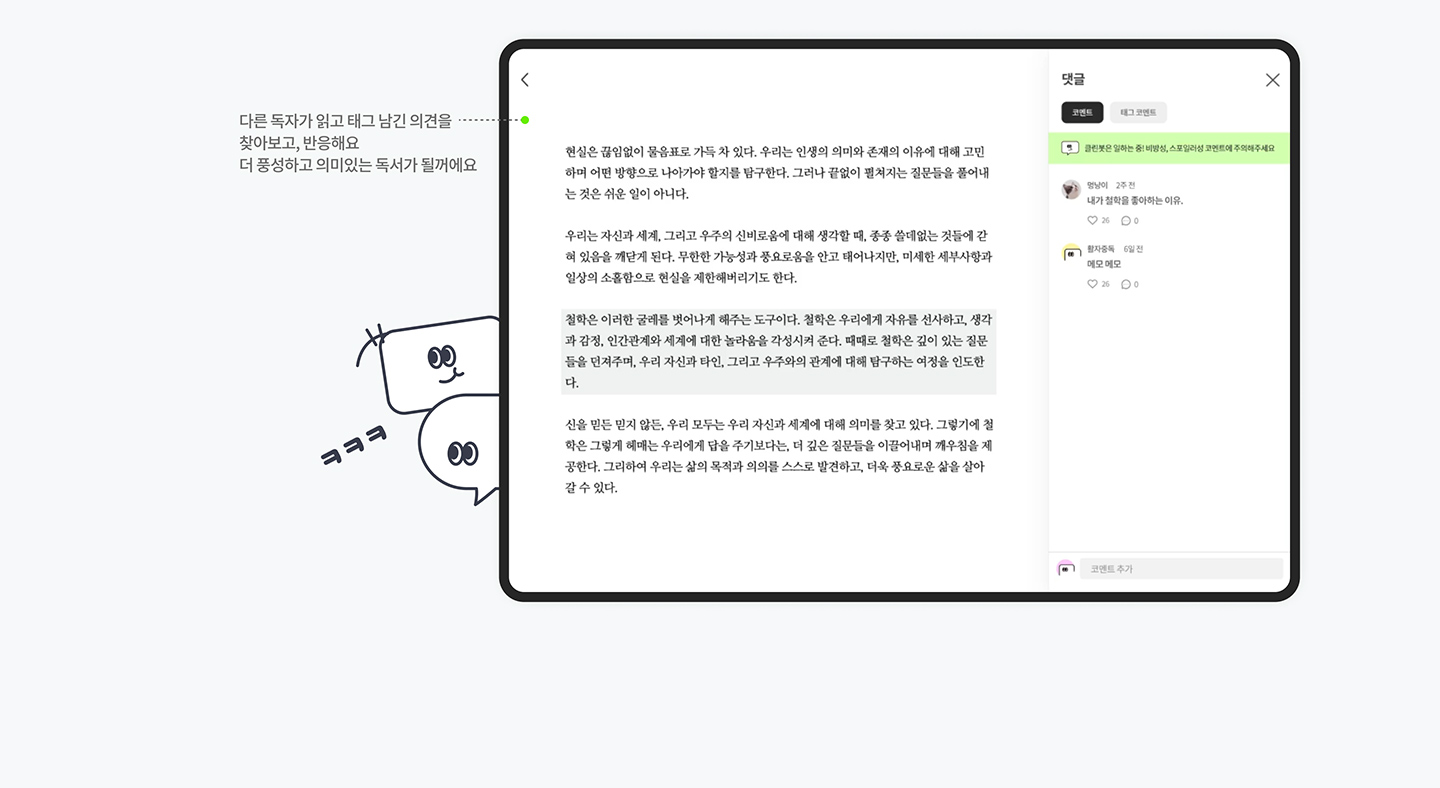 다른 독자가 읽고 태그 남긴 의견을
찾아보고, 반응해요
더 풍성하고 의미있는 독서가 될꺼에요
ㅋㅋㅋ
현실은 끊임없이 물음표로 가득 차 있다. 우리는 인생의 의미와 존재의 이유에 대해 고민
하며 어떤 방향으로 나아가야 할지를 탐구한다. 그러나 끝없이 펼쳐지는 질문들을 풀어내
는 것은 쉬운 일이 아니다.
우리는 자신과 세계, 그리고 우주의 신비로움에 대해 생각할 때, 종종 쓸데없는 것들에 갇
혀 있음을 깨닫게 된다. 무한한 가능성과 풍요로움을 안고 태어나지만, 미세한 세부사항과
일상의 소홀함으로 현실을 제한해버리기도 한다.
철학은 이러한 굴레를 벗어나게 해주는 도구이다. 철학은 우리에게 자유를 선사하고, 생각
과 감정, 인간관계와 세계에 대한 놀라움을 각성시켜 준다. 때때로 철학은 깊이 있는 질문
들을 던져주며, 우리 자신과 타인, 그리고 우주와의 관계에 대해 탐구하는 여정을 인도한
다.
신을 믿든 믿지 않든, 우리 모두는 우리 자신과 세계에 대해 의미를 찾고 있다. 그렇기에 철
학은 그렇게 헤매는 우리에게 답을 주기보다는, 더 깊은 질문들을 이끌어내며 깨우침을 제
공한다. 그리하여 우리는 삶의 목적과 의의를 스스로 발견하고, 더욱 풍요로운 삶을 살아
갈 수 있다.
댓글
코멘트 태그 코멘트
클린봇은 일하는 중! 비방성, 스포일러성 코멘트에 주의해주세요
멍냥이 2주 전
내가 철학을 좋아하는 이유.
26 0
활자중독 6일 전
메모 메모
26 0
코멘트 추가